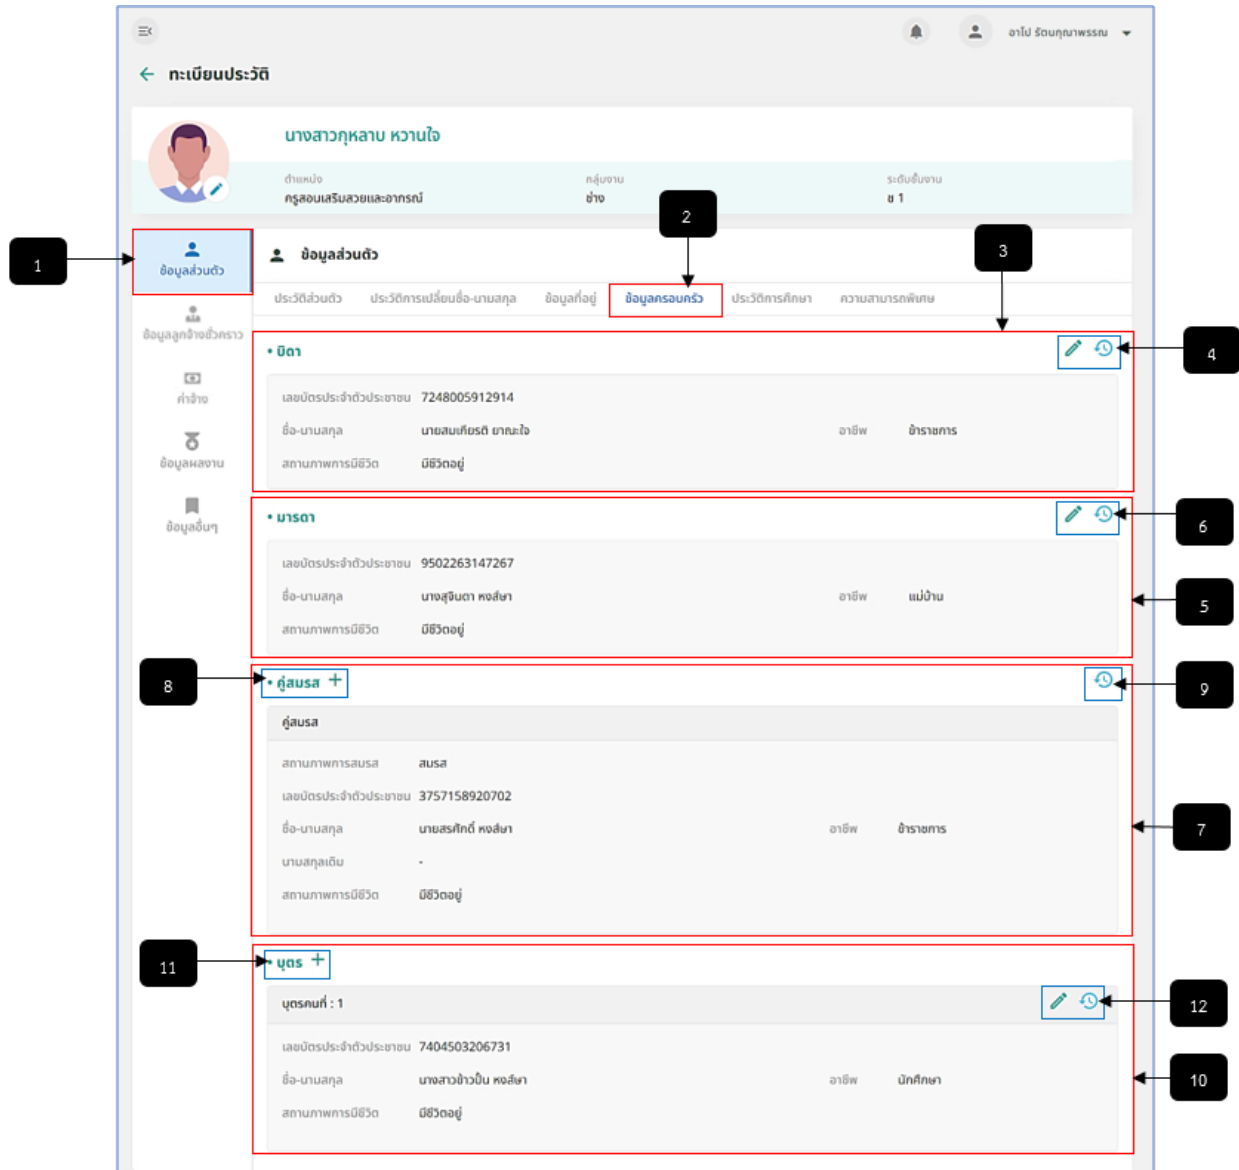 อาโป รัตนกุณาพรรณ
ทะเบียนประวัติ
นางสาวกุหลาบ หวานใจ
ตำแหน่ง กลุ่มงาน ระดับชั้นงาน
ครูสอนเสริมสวยและอาภรณ์ ช่าง ช 1
2
1
3
ข้อมูลส่วนตัว
ข้อมูลส่วนตัว
ประวัติส่วนตัว ประวัติการเปลี่ยนชื่อ-นามสกุล ข้อมูลที่อยู่ ข้อมูลครอบครัว ประวัติการศึกษา ความสามารถพิเศษ
ข้อมูลลูกจ้างชั่วคราว
ค่าจ้าง
ข้อมูลผลงาน
ข้อมูลอื่นๆ
• บิดา
4
เลขบัตรประจำตัวประชาชน 7248005912914
ชื่อ-นามสกุล นายสมเกียรติ ยาณะใจ อาชีพ ข้าราชการ
สถานภาพการมีชีวิต มีชีวิตอยู่
• มารดา
6
เลขบัตรประจำตัวประชาชน 9502263147267
ชื่อ-นามสกุล นางสุจินดา หงส์ษา อาชีพ แม่บ้าน
5
สถานภาพการมีชีวิต มีชีวิตอยู่
8
• คู่สมรส +
9
คู่สมรส
สถานภาพการสมรส สมรส
เลขบัตรประจำตัวประชาชน 3757158920702
ชื่อ-นามสกุล นายสรศักดิ์ หงส์ษา อาชีพ ข้าราชการ
7
นามสกุลเดิม -
สถานภาพการมีชีวิต มีชีวิตอยู่
11
• บุตร +
บุตรคนที่ : 1
12
เลขบัตรประจำตัวประชาชน 7404503206731
ชื่อ-นามสกุล นางสาวข้าวปั้น หงส์ษา อาชีพ นักศึกษา
10
สถานภาพการมีชีวิต มีชีวิตอยู่